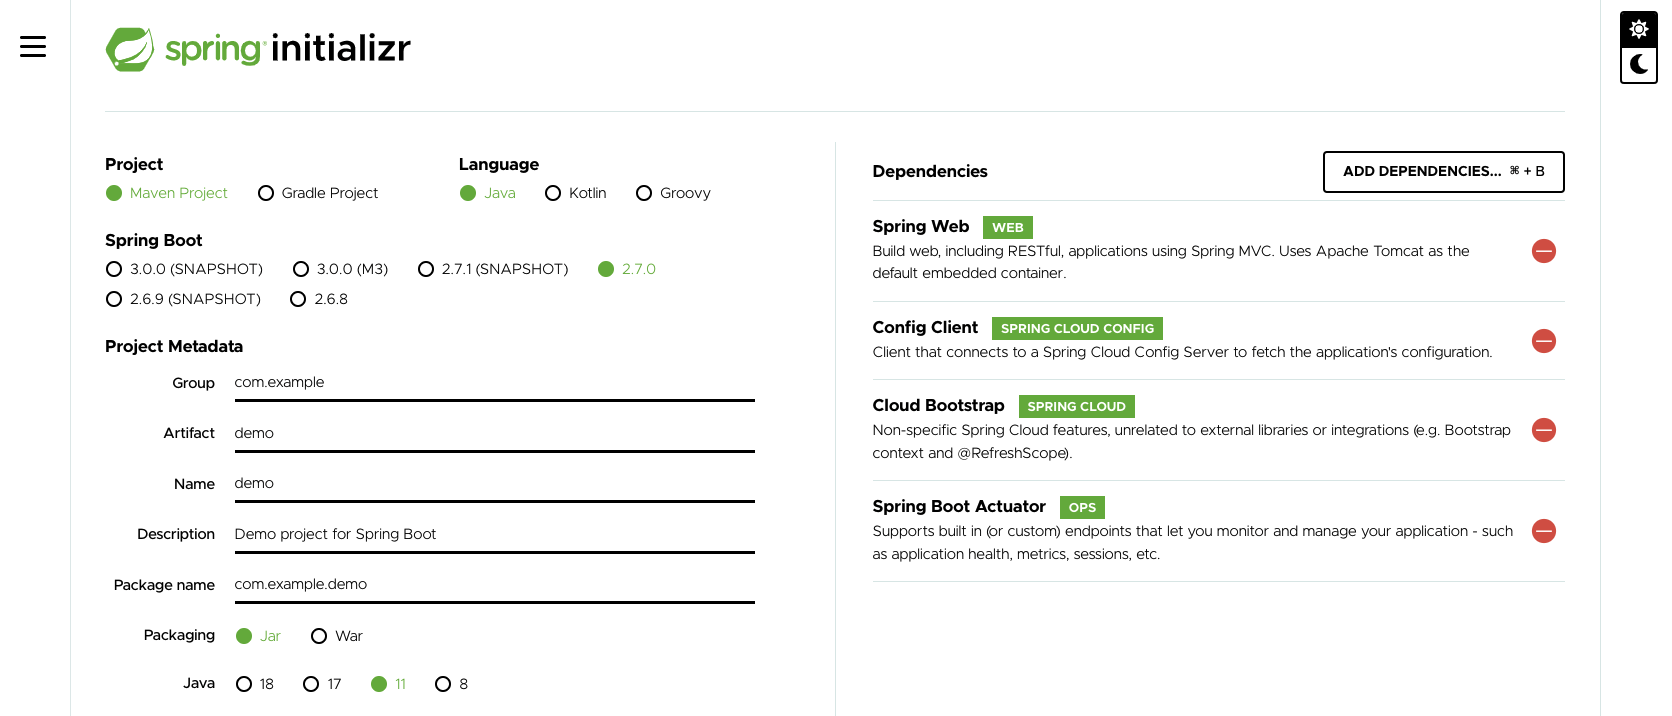 spring initializr
Project
Maven Project Gradle Project
Language
Java Kotlin Groovy
Spring Boot
3.0.0 (SNAPSHOT) 3.0.0 (M3) 2.7.1 (SNAPSHOT) 2.7.0
2.6.9 (SNAPSHOT) 2.6.8
Project Metadata
Group com.example
Artifact demo
Name demo
Description Demo project for Spring Boot
Package name com.example.demo
Packaging Jar War
Java 18 17 11 8
Dependencies ADD DEPENDENCIES... ⌘ + B
Spring Web WEB
Build web, including RESTful, applications using Spring MVC. Uses Apache Tomcat as the
default embedded container.
Config Client SPRING CLOUD CONFIG
Client that connects to a Spring Cloud Config Server to fetch the application's configuration.
Cloud Bootstrap SPRING CLOUD
Non-specific Spring Cloud features, unrelated to external libraries or integrations (e.g. Bootstrap
context and @RefreshScope).
Spring Boot Actuator OPS
Supports built in (or custom) endpoints that let you monitor and manage your application - such
as application health, metrics, sessions, etc.